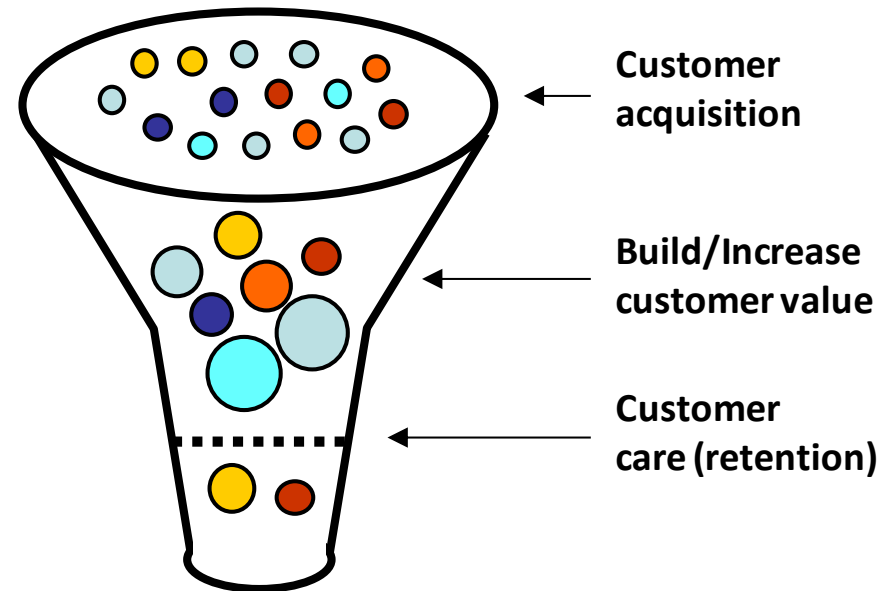 Customer
acquisition
Build/Increase
customer value
Customer
care (retention)